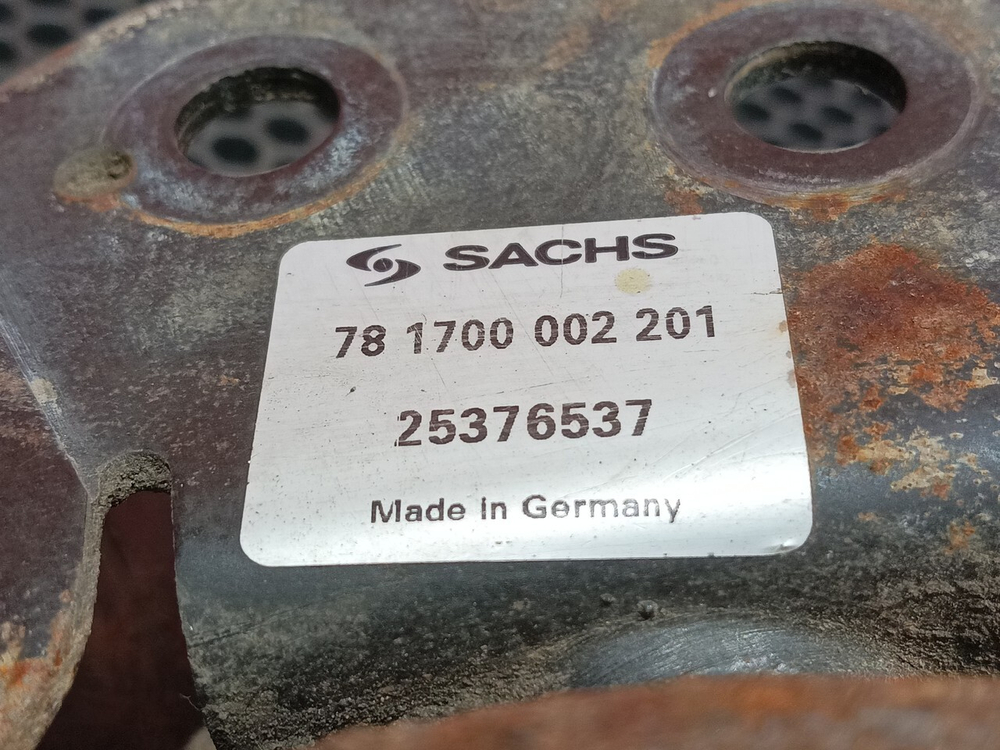 SACHS
78 1700 002 201
25376537
Made in Germany